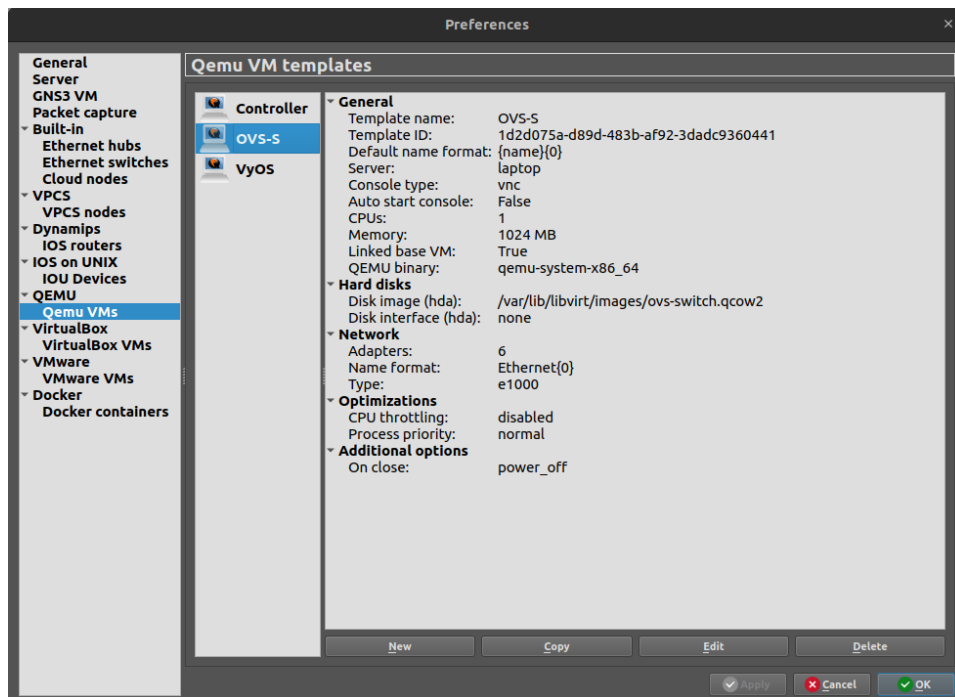 Preferences
General
Server
GNS3 VM
Packet capture
Built-in
Ethernet hubs
Ethernet switches
Cloud nodes
VPCS
VPCS nodes
Dynamips
IOS routers
IOS on UNIX
IOU Devices
QEMU
Qemu VMs
VirtualBox
VirtualBox VMs
VMware
VMware VMs
Docker
Docker containers
Qemu VM templates
Controller
OVS-S
VyOS
General
Template name: OVS-S
Template ID: 1d2d075a-d89d-483b-af92-3dadc9360441
Default name format: {name}{0}
Server: laptop
Console type: vnc
Auto start console: False
CPUs: 1
Memory: 1024 MB
Linked base VM: True
QEMU binary: qemu-system-x86_64
Hard disks
Disk image (hda): /var/lib/libvirt/images/ovs-switch.qcow2
Disk interface (hda): none
Network
Adapters: 6
Name format: Ethernet{0}
Type: e1000
Optimizations
CPU throttling: disabled
Process priority: normal
Additional options
On close: power_off
New Copy Edit Delete
Apply Cancel OK